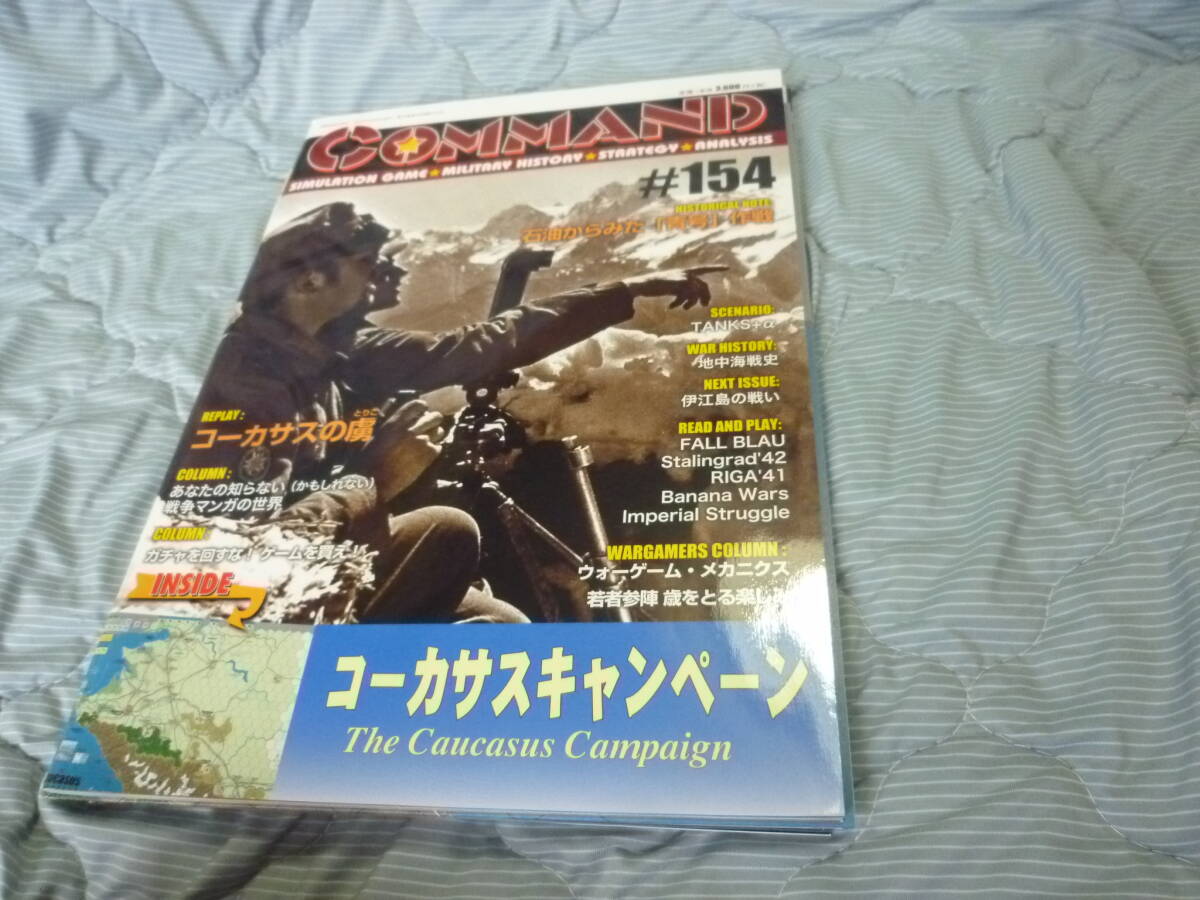 COMMAND
SIMULATION GAME★MILITARY HISTORY★STRATEGY★ANALYSIS
#154
HISTORICAL NOTE:
石油からみた「青号」作戦
SCENARIO:
TANKS+α
WAR HISTORY:
地中海戦史
NEXT ISSUE:
伊江島の戦い
READ AND PLAY:
FALL BLAU
Stalingrad'42
RIGA'41
Banana Wars
Imperial Struggle
WARGAMERS COLUMN:
ウォーゲーム・メカニクス
若者参陣 歳をとる楽しみ
REPLAY:
とりこ
コーカサスの虜
COLUMN:
あなたの知らない（かもしれない）
戦争マンガの世界
COLUMN:
ガチャを回すな！ゲームを買え！
INSIDE
コーカサスキャンペーン
The Caucasus Campaign